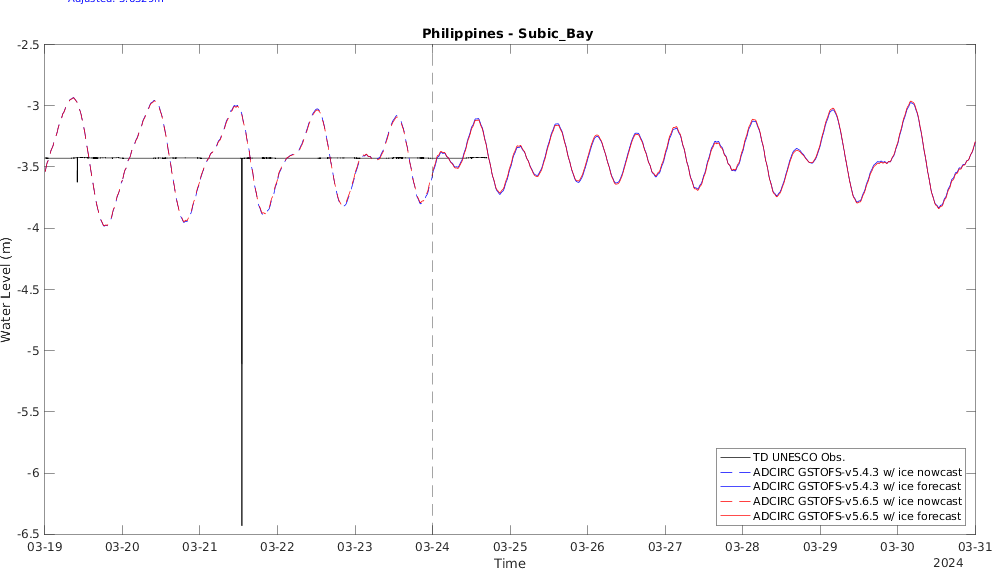 Adjusted: 3.6329m
Philippines - Subic_Bay
Water Level (m)
-2.5
-3
-3.5
-4
-4.5
-5
-5.5
-6
-6.5
TD UNESCO Obs.
ADCIRC GSTOFS-v5.4.3 w/ ice nowcast
ADCIRC GSTOFS-v5.4.3 w/ ice forecast
ADCIRC GSTOFS-v5.6.5 w/ ice nowcast
ADCIRC GSTOFS-v5.6.5 w/ ice forecast
03-19 03-20 03-21 03-22 03-23 03-24 03-25 03-26 03-27 03-28 03-29 03-30 03-31
Time
2024